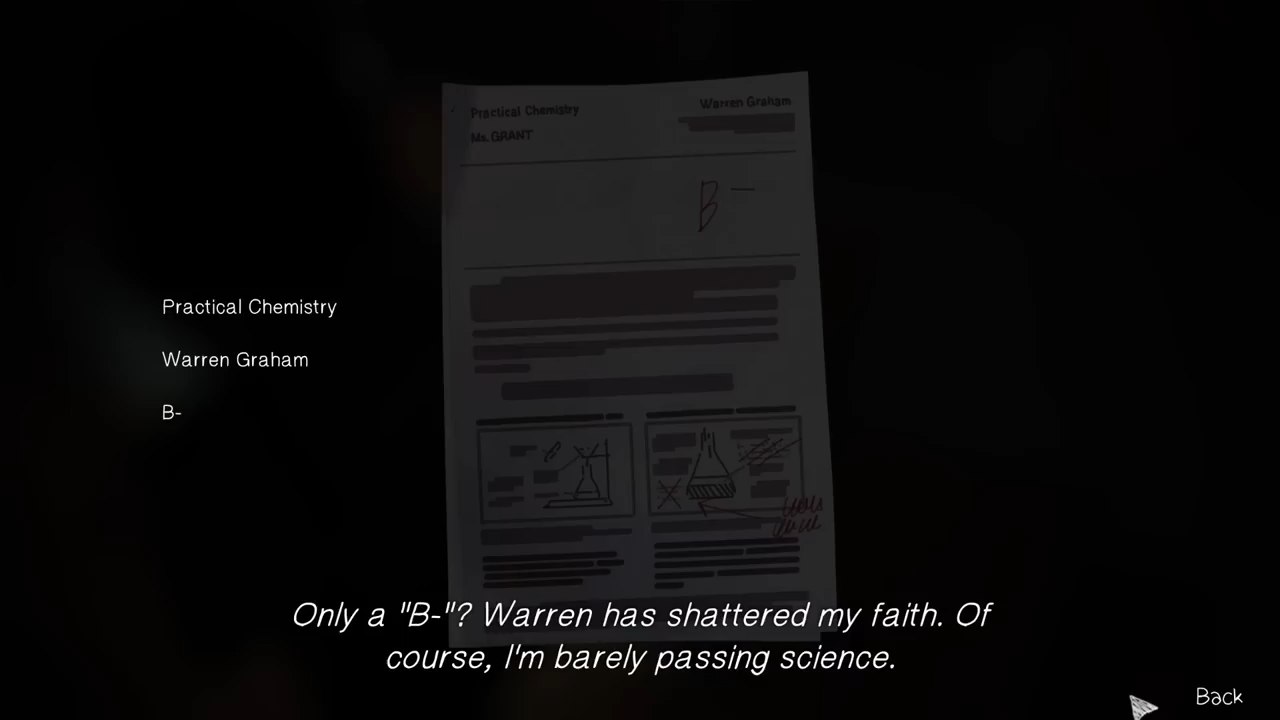 Practical Chemistry
Warren Graham
Ms. GRANT
B-
Practical Chemistry
Warren Graham
B-
Only a "B-"? Warren has shattered my faith. Of
course, I'm barely passing science.
Back